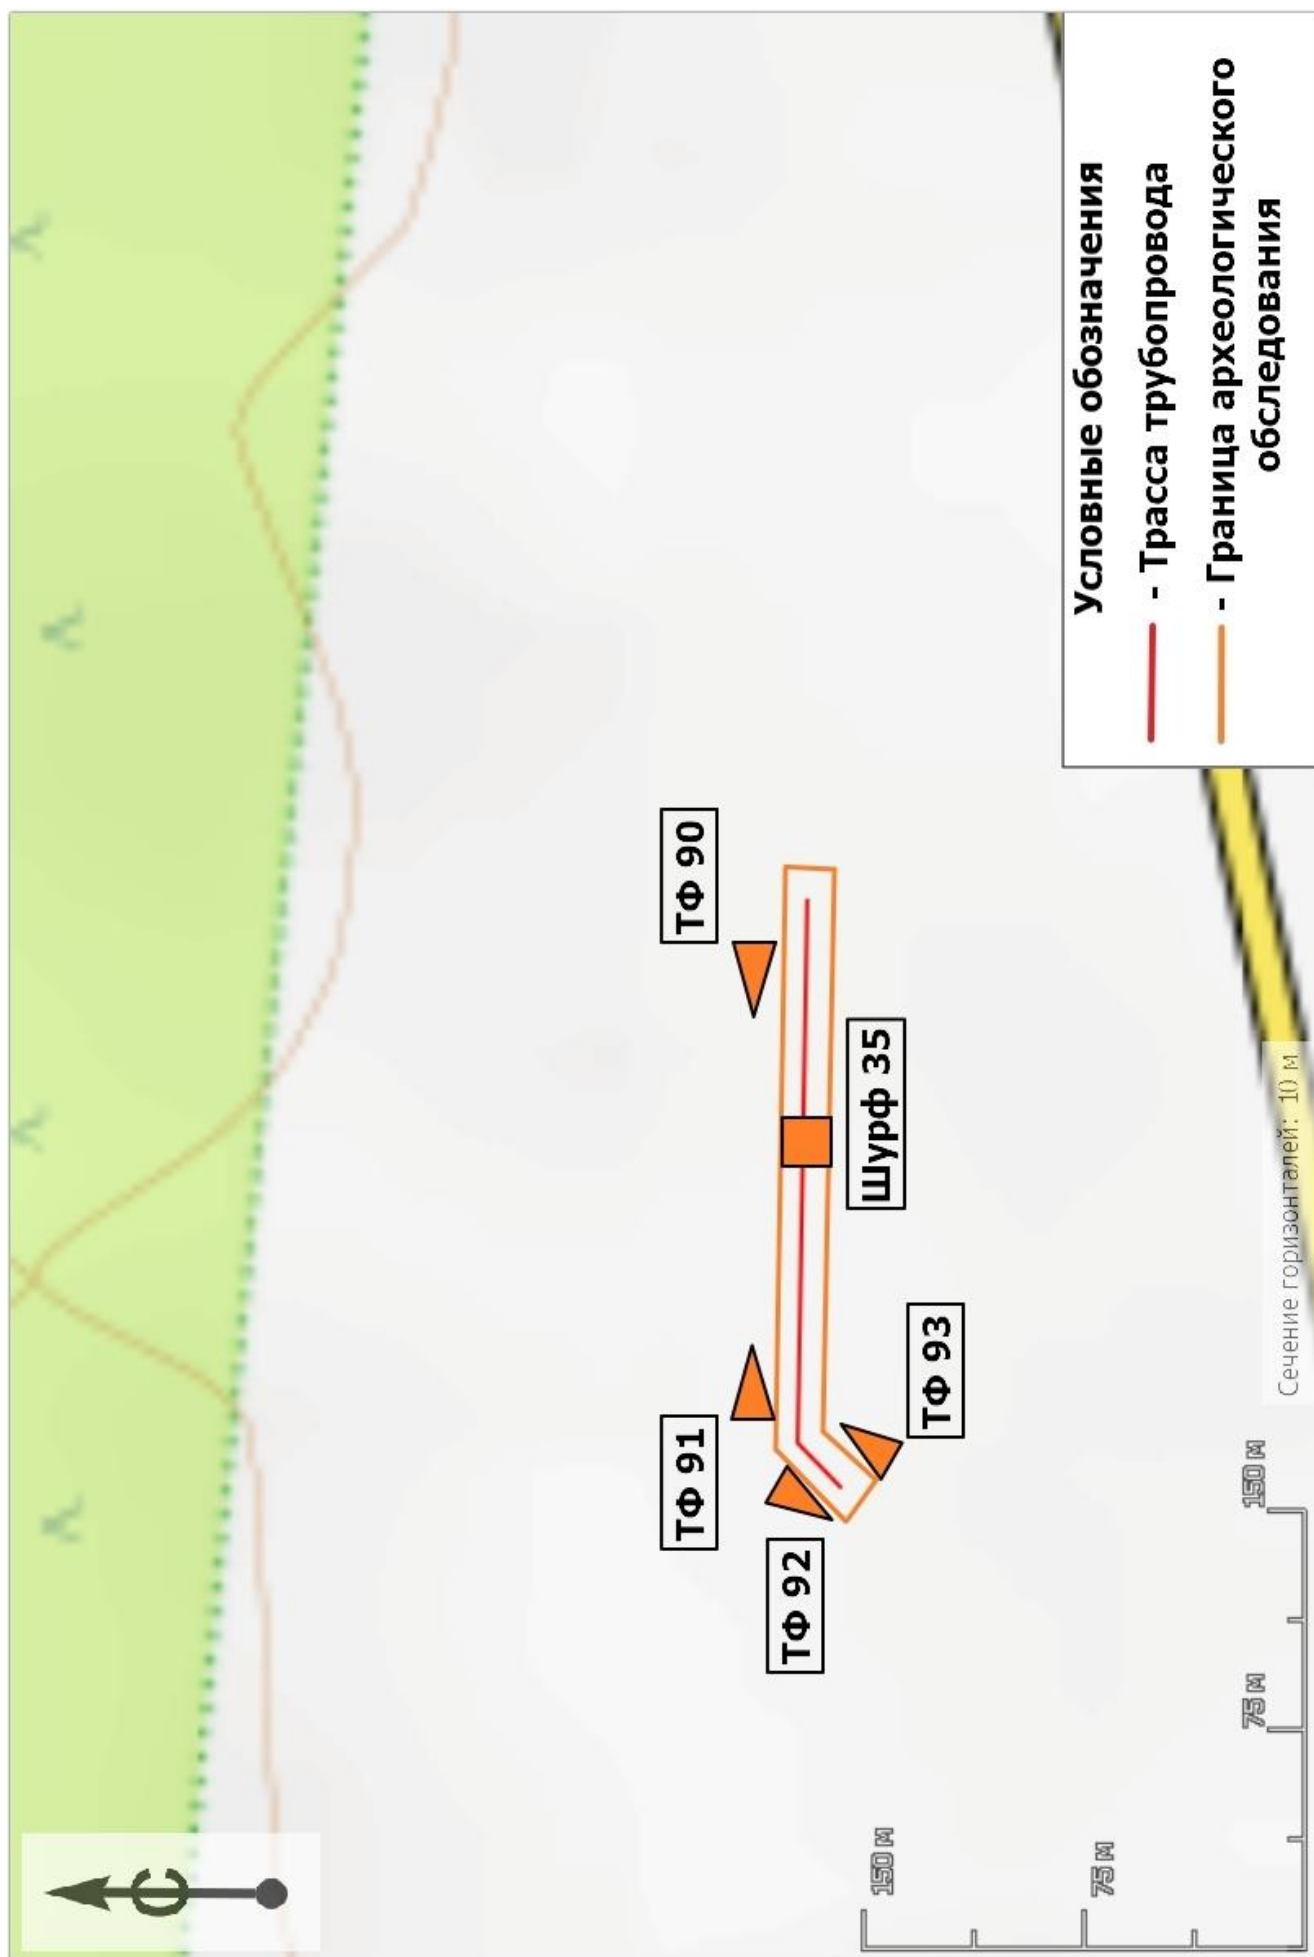 С
ТФ 91
ТФ 90
ТФ 92
Шурф 35
ТФ 93
150 м
75 м
75 м
150 м
Сечение горизонталей: 10 м
Условные обозначения
- Трасса трубопровода
- Граница археологического
обследования